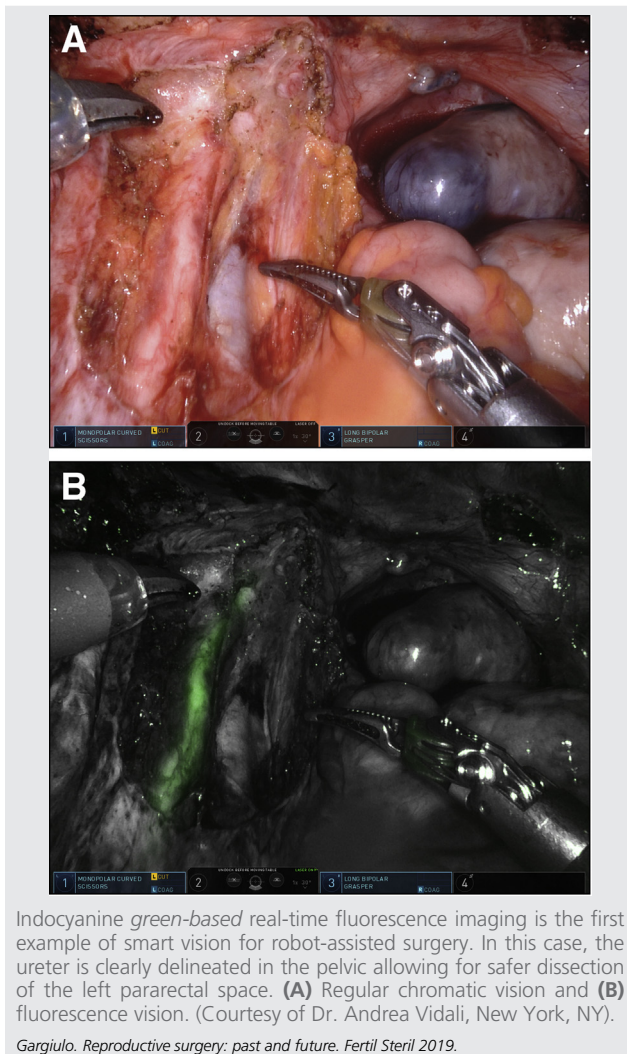 A
1 MONOPOLAR CURVED SCISSORS L CUT L COAG 2 3 LONG BIPOLAR GRASPER R COAG 4
B
1 MONOPOLAR CURVED SCISSORS L CUT L COAG 2 3 LONG BIPOLAR GRASPER R COAG 4
Indocyanine green-based real-time fluorescence imaging is the first
example of smart vision for robot-assisted surgery. In this case, the
ureter is clearly delineated in the pelvic allowing for safer dissection
of the left pararectal space. (A) Regular chromatic vision and (B)
fluorescence vision. (Courtesy of Dr. Andrea Vidali, New York, NY).
Gargiulo. Reproductive surgery: past and future. Fertil Steril 2019.